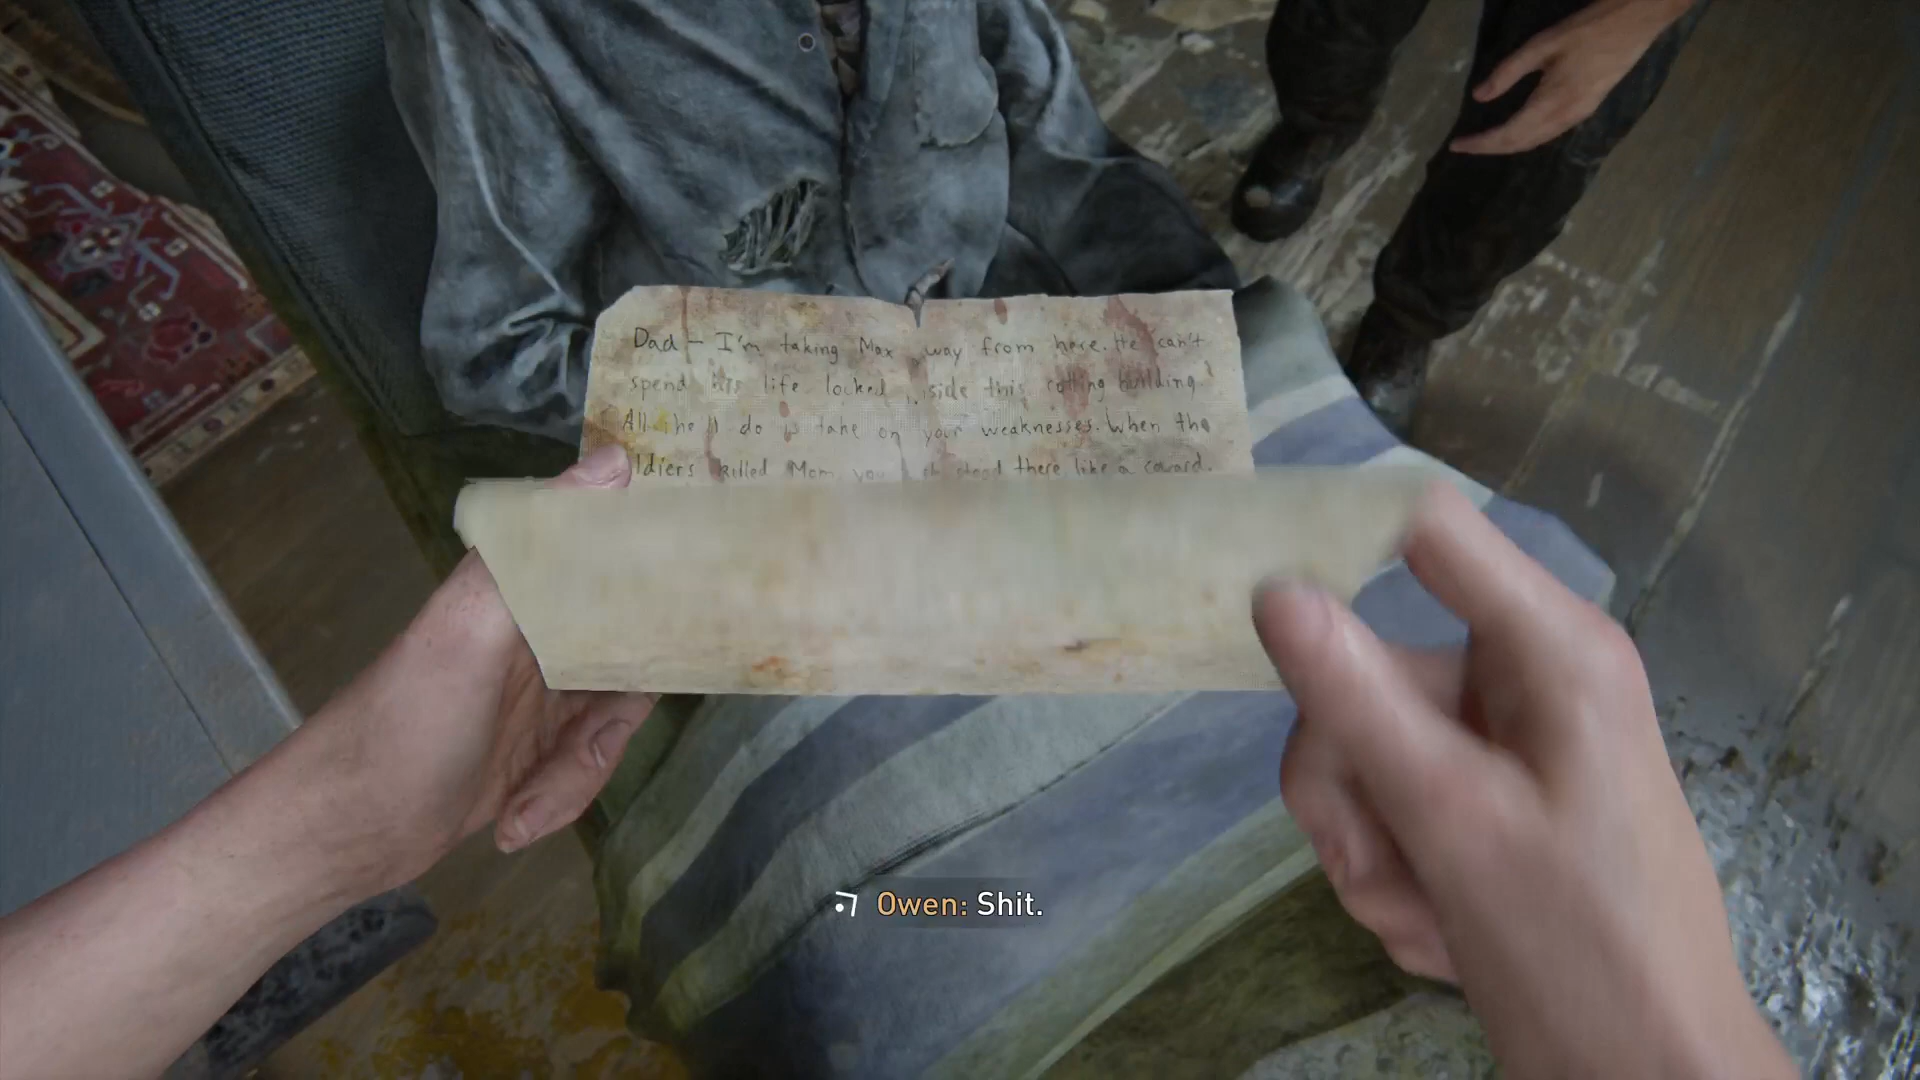 Dad - I'm taking Max way from here. He can't
spend his life locked side this rotting building.
All he'll do is take on your weaknesses. When the
ldiers killed Mom you stood there like a coward.
Owen: Shit.